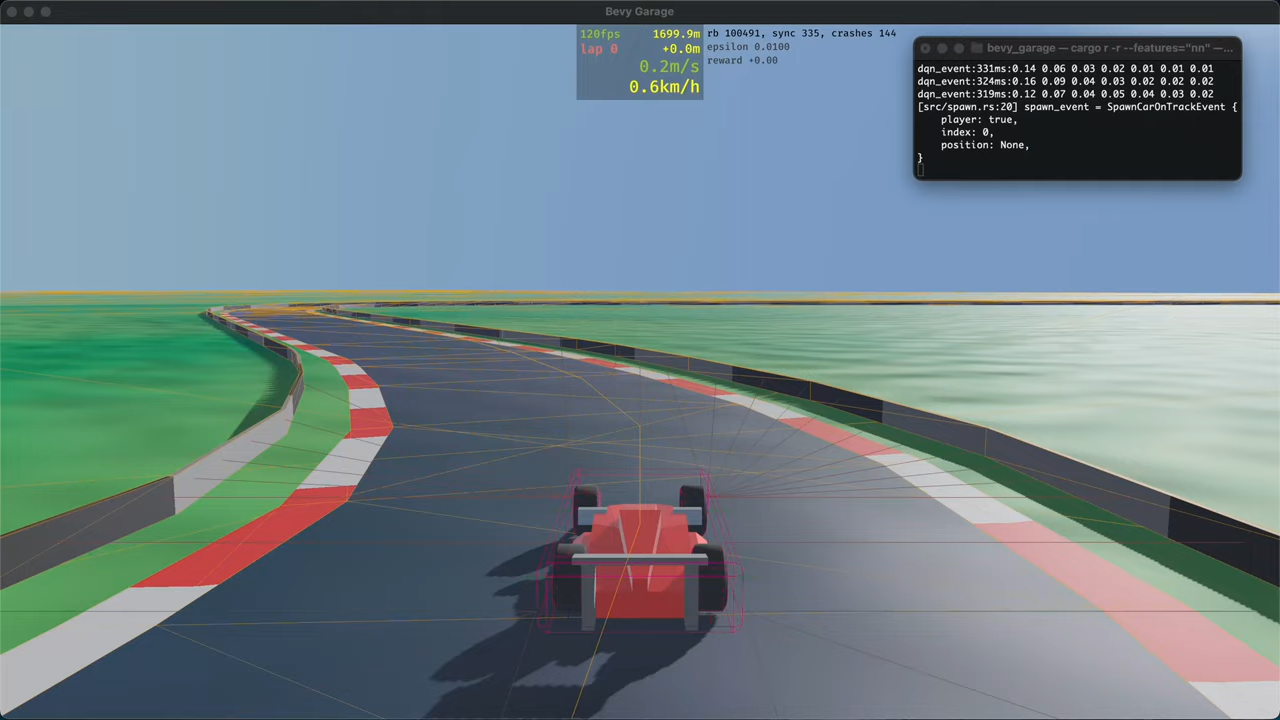 Bevy Garage
120fps 1699.9m
lap 0 +0.0m
0.2m/s
0.6km/h
rb 100491, sync 335, crashes 144
epsilon 0.0100
reward +0.00
bevy_garage — cargo r -r --features="nn" —...
dqn_event:331ms:0.14 0.06 0.03 0.02 0.01 0.01 0.01
dqn_event:324ms:0.16 0.09 0.04 0.03 0.02 0.02 0.02
dqn_event:319ms:0.12 0.07 0.04 0.05 0.04 0.03 0.02
[src/spawn.rs:20] spawn_event = SpawnCarOnTrackEvent {
    player: true,
    index: 0,
    position: None,
}